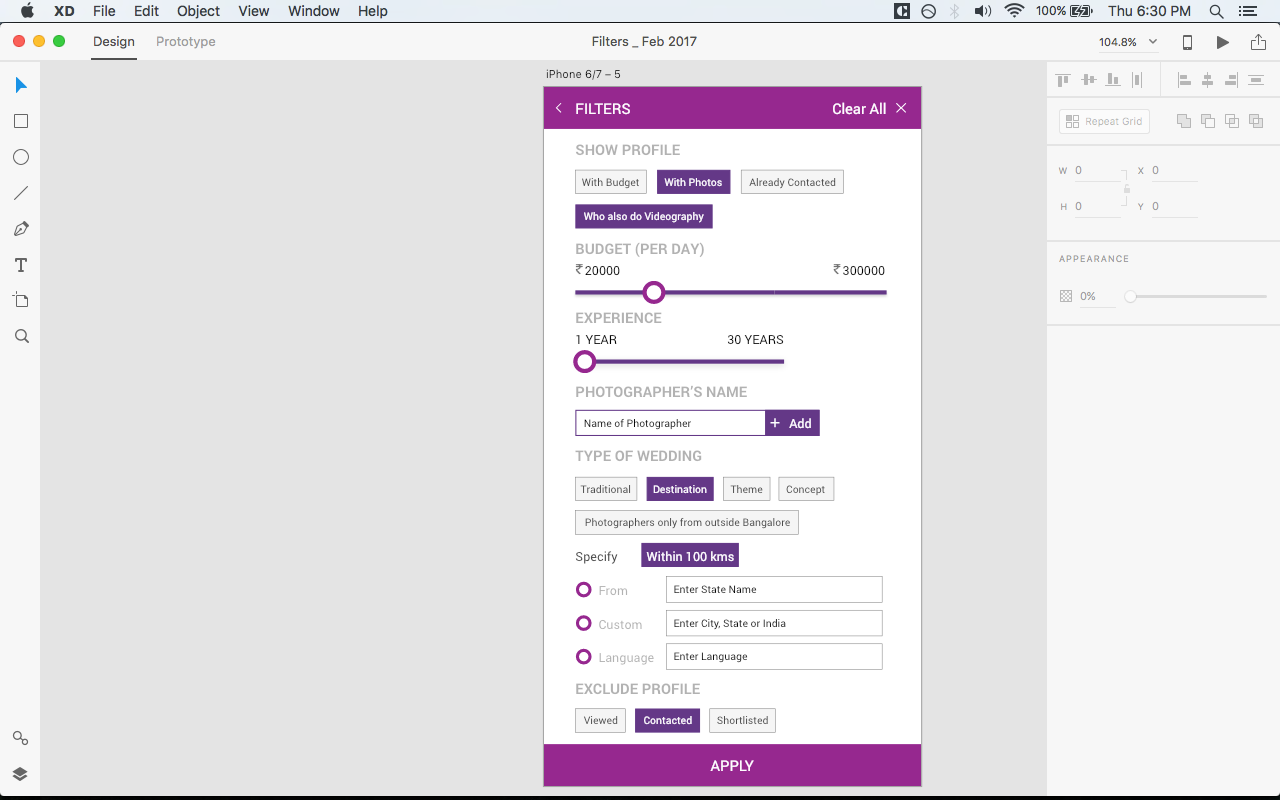 XD File Edit Object View Window Help 100% Thu 6:30 PM
Design Prototype Filters _ Feb 2017 104.8%
iPhone 6/7 – 5
FILTERS Clear All
SHOW PROFILE
With Budget With Photos Already Contacted
Who also do Videography
BUDGET (PER DAY)
₹20000 ₹300000
EXPERIENCE
1 YEAR 30 YEARS
PHOTOGRAPHER'S NAME
Name of Photographer + Add
TYPE OF WEDDING
Traditional Destination Theme Concept
Photographers only from outside Bangalore
Specify Within 100 kms
From Enter State Name
Custom Enter City, State or India
Language Enter Language
EXCLUDE PROFILE
Viewed Contacted Shortlisted
APPLY
Repeat Grid
W 0 X 0
H 0 Y 0
APPEARANCE
0%